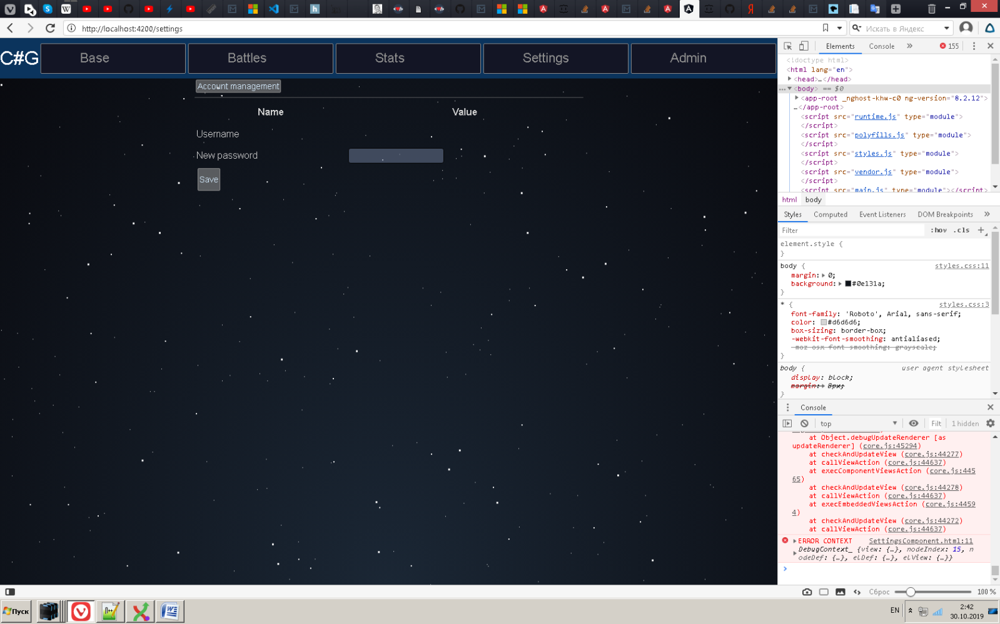 http://localhost:4200/settings
Искать в Яндекс
C#G
Base
Battles
Stats
Settings
Admin
Account management
Name
Value
Username
New password
Save
Elements
Console
»
155
<!doctype html>
<html lang="en">
<head>…</head>
<body> == $0
<app-root _nghost-khw-c0 ng-version="8.2.12">
…</app-root>
<script src="runtime.js" type="module">
</script>
<script src="polyfills.js" type="module">
</script>
<script src="styles.js" type="module">
</script>
<script src="vendor.js" type="module">
</script>
<script src="main.js" type="module"></script>
html
body
Styles
Computed
Event Listeners
DOM Breakpoints
»
Filter
:hov
.cls
+
element.style {
}
body {
styles.css:11
margin: 0;
background: #0e131a;
}
* {
styles.css:3
font-family: 'Roboto', Arial, sans-serif;
color: #d6d6d6;
box-sizing: border-box;
-webkit-font-smoothing: antialiased;
-moz-osx-font-smoothing: grayscale;
}
body {
user agent stylesheet
display: block;
margin: 8px;
}
Console
top
Filt
1 hidden
at Object.debugUpdateRenderer [as
updateRenderer] (core.js:45294)
at checkAndUpdateView (core.js:44277)
at callViewAction (core.js:44637)
at execComponentViewsAction (core.js:445
65)
at checkAndUpdateView (core.js:44278)
at callViewAction (core.js:44637)
at execEmbeddedViewsAction (core.js:4459
4)
at checkAndUpdateView (core.js:44272)
at callViewAction (core.js:44637)
ERROR CONTEXT
SettingsComponent.html:11
DebugContext_ {view: {…}, nodeIndex: 15, n
odeDef: {…}, elDef: {…}, elView: {…}}
Сброс
100 %
Пуск
EN
2:42
30.10.2019